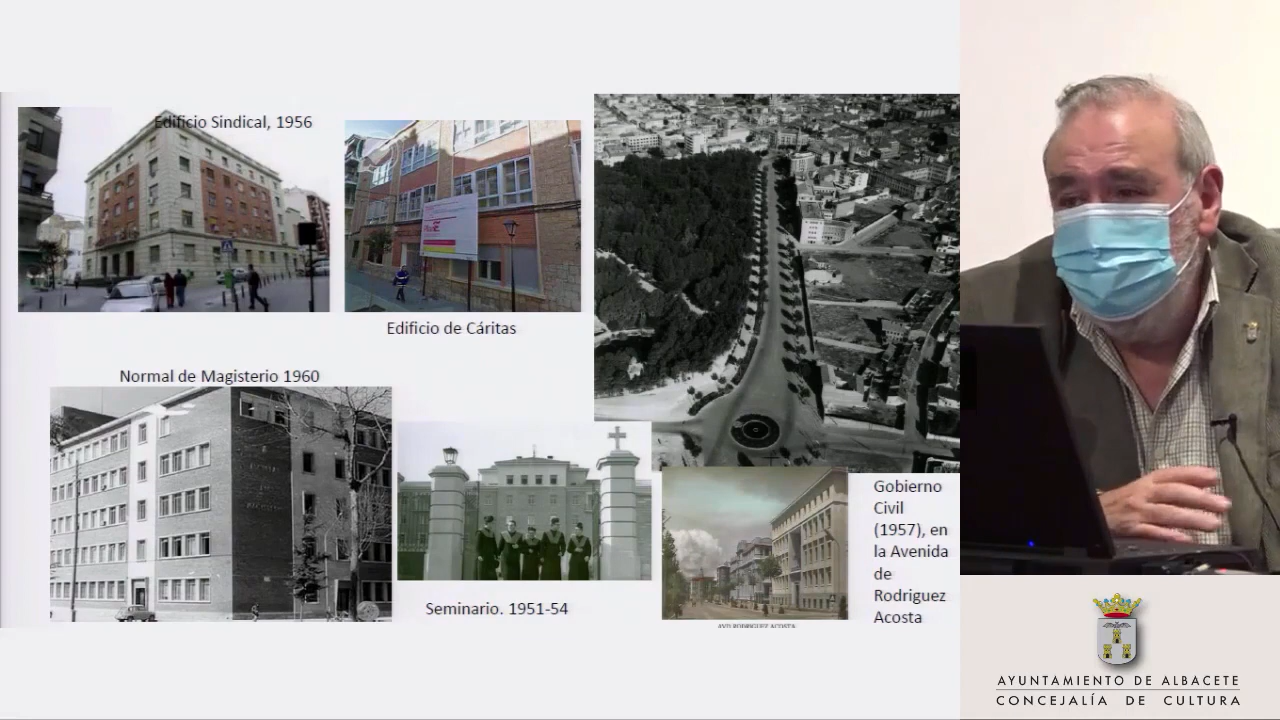 Edificio Sindical, 1956
Edificio de Cáritas
Normal de Magisterio 1960
Seminario. 1951-54
AVD. RODRIGUEZ ACOSTA
Gobierno
Civil
(1957), en
la Avenida
de
Rodriguez
Acosta
AYUNTAMIENTO DE ALBACETE
CONCEJALÍA DE CULTURA